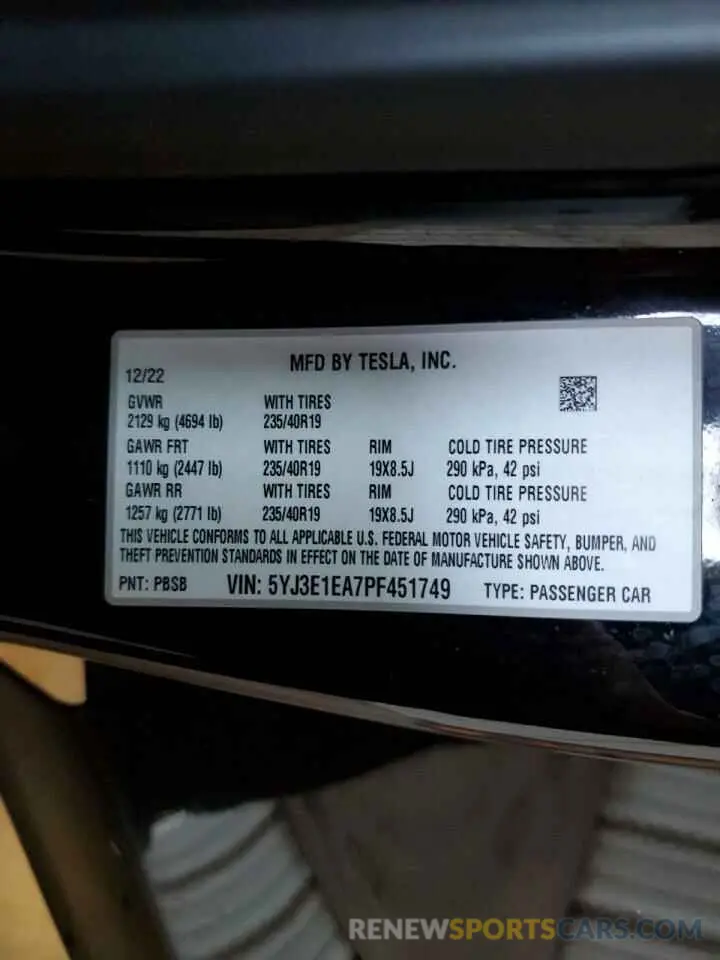 MFD BY TESLA, INC.
12/22
GVWR WITH TIRES
2129 kg (4694 lb) 235/40R19
GAWR FRT WITH TIRES RIM COLD TIRE PRESSURE
1110 kg (2447 lb) 235/40R19 19X8.5J 290 kPa, 42 psi
GAWR RR WITH TIRES RIM COLD TIRE PRESSURE
1257 kg (2771 lb) 235/40R19 19X8.5J 290 kPa, 42 psi
THIS VEHICLE CONFORMS TO ALL APPLICABLE U.S. FEDERAL MOTOR VEHICLE SAFETY, BUMPER, AND
THEFT PREVENTION STANDARDS IN EFFECT ON THE DATE OF MANUFACTURE SHOWN ABOVE.
PNT: PBSB VIN: 5YJ3E1EA7PF451749 TYPE: PASSENGER CAR
RENEWSPORTSCARS.COM